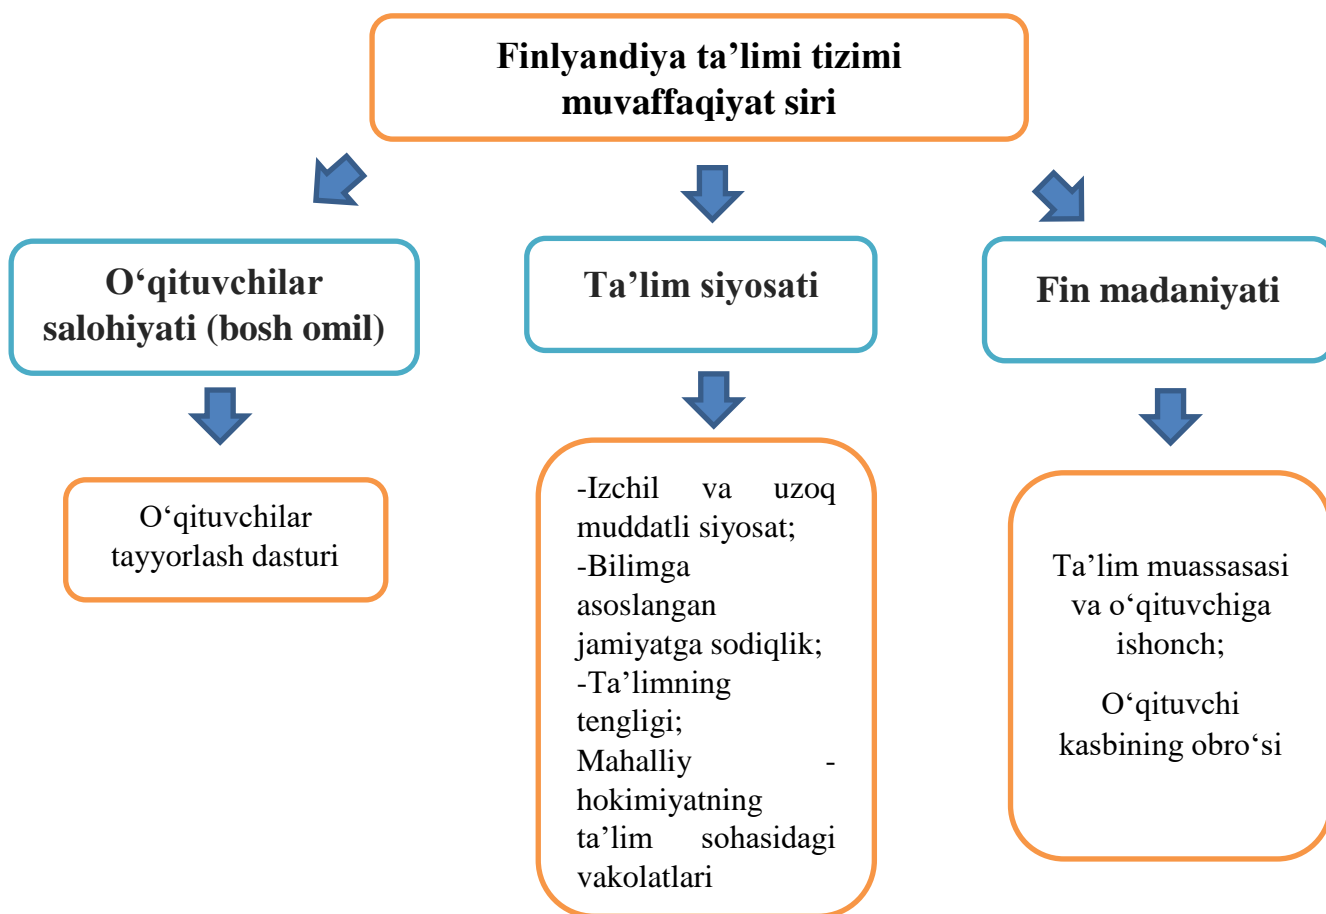 Finlyandiya ta’limi tizimi
muvaffaqiyat siri
O‘qituvchilar
salohiyati (bosh omil)
Ta’lim siyosati
Fin madaniyati
O‘qituvchilar
tayyorlash dasturi
-Izchil va uzoq
muddatli siyosat;
-Bilimga
asoslangan
jamiyatga sodiqlik;
-Ta’limning
tengligi;
Mahalliy -
hokimiyatning
ta’lim sohasidagi
vakolatlari
Ta’lim muassasasi
va o‘qituvchiga
ishonch;
O‘qituvchi
kasbining obro‘si